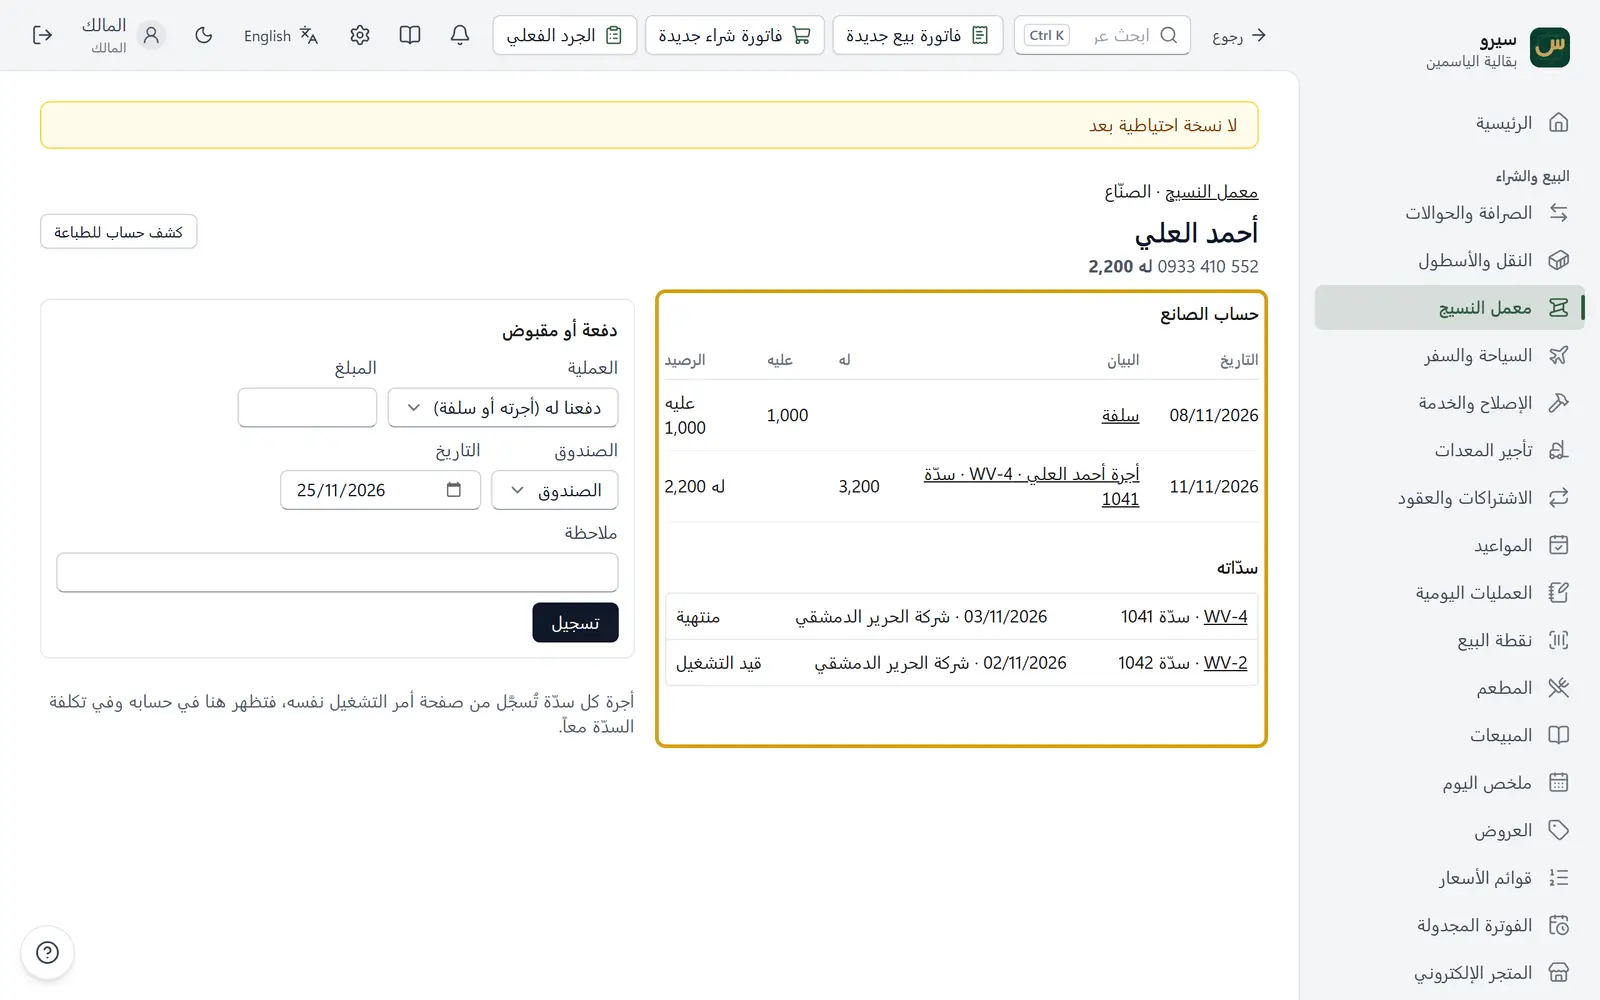 س
سيرو
بقالية الياسمين
رجوع
ابحث عر
Ctrl K
فاتورة بيع جديدة
فاتورة شراء جديدة
الجرد الفعلي
English
المالك
المالك
الرئيسية
البيع والشراء
الصرافة والحوالات
النقل والأسطول
معمل النسيج
السياحة والسفر
الإصلاح والخدمة
تأجير المعدات
الاشتراكات والعقود
المواعيد
العمليات اليومية
نقطة البيع
المطعم
المبيعات
ملخص اليوم
العروض
قوائم الأسعار
الفوترة المجدولة
المتجر الإلكتروني
لا نسخة احتياطية بعد
معمل النسيج · الصنّاع
أحمد العلي
0933 410 552 له 2,200
كشف حساب للطباعة
حساب الصانع
التاريخ البيان له عليه الرصيد
08/11/2026 سلفة 1,000 عليه 1,000
11/11/2026 أجرة أحمد العلي · WV-4 · سدّة 1041 3,200 له 2,200
سدّاته
WV-4 · سدّة 1041 03/11/2026 · شركة الحرير الدمشقي منتهية
WV-2 · سدّة 1042 02/11/2026 · شركة الحرير الدمشقي قيد التشغيل
دفعة أو مقبوض
العملية المبلغ
دفعنا له (أجرته أو سلفة)
الصندوق التاريخ
الصندوق 25/11/2026
ملاحظة
تسجيل
أجرة كل سدّة تُسجَّل من صفحة أمر التشغيل نفسه، فتظهر هنا في حسابه وفي تكلفة
السدّة معاً.